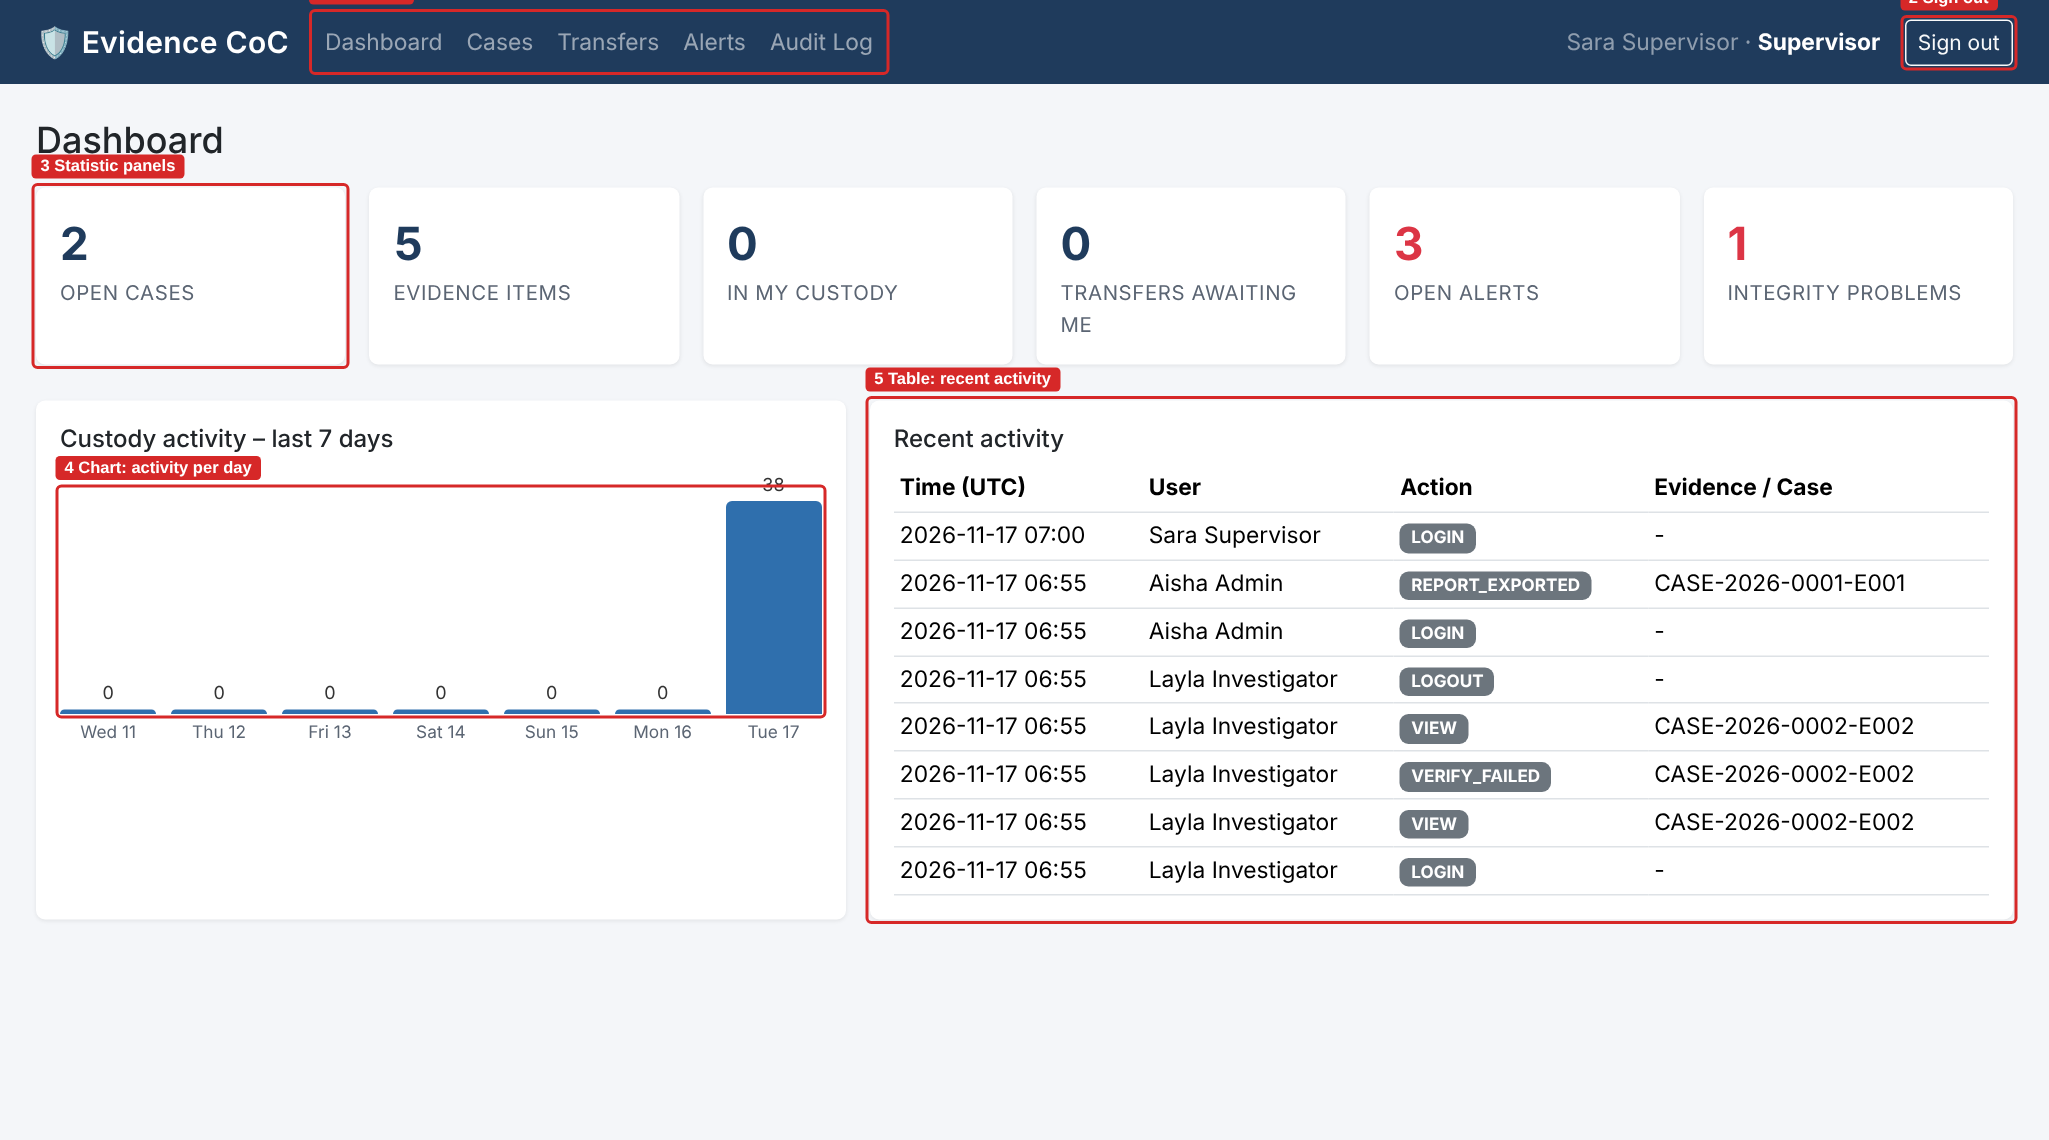 2 Sign out
Evidence CoC
Dashboard Cases Transfers Alerts Audit Log
Sara Supervisor · Supervisor
Sign out
Dashboard
3 Statistic panels
2
OPEN CASES
5
EVIDENCE ITEMS
0
IN MY CUSTODY
0
TRANSFERS AWAITING
ME
3
OPEN ALERTS
1
INTEGRITY PROBLEMS
Custody activity – last 7 days
4 Chart: activity per day
38
0 0 0 0 0 0
Wed 11 Thu 12 Fri 13 Sat 14 Sun 15 Mon 16 Tue 17
5 Table: recent activity
Recent activity
Time (UTC) User Action Evidence / Case
2026-11-17 07:00 Sara Supervisor LOGIN -
2026-11-17 06:55 Aisha Admin REPORT_EXPORTED CASE-2026-0001-E001
2026-11-17 06:55 Aisha Admin LOGIN -
2026-11-17 06:55 Layla Investigator LOGOUT -
2026-11-17 06:55 Layla Investigator VIEW CASE-2026-0002-E002
2026-11-17 06:55 Layla Investigator VERIFY_FAILED CASE-2026-0002-E002
2026-11-17 06:55 Layla Investigator VIEW CASE-2026-0002-E002
2026-11-17 06:55 Layla Investigator LOGIN -